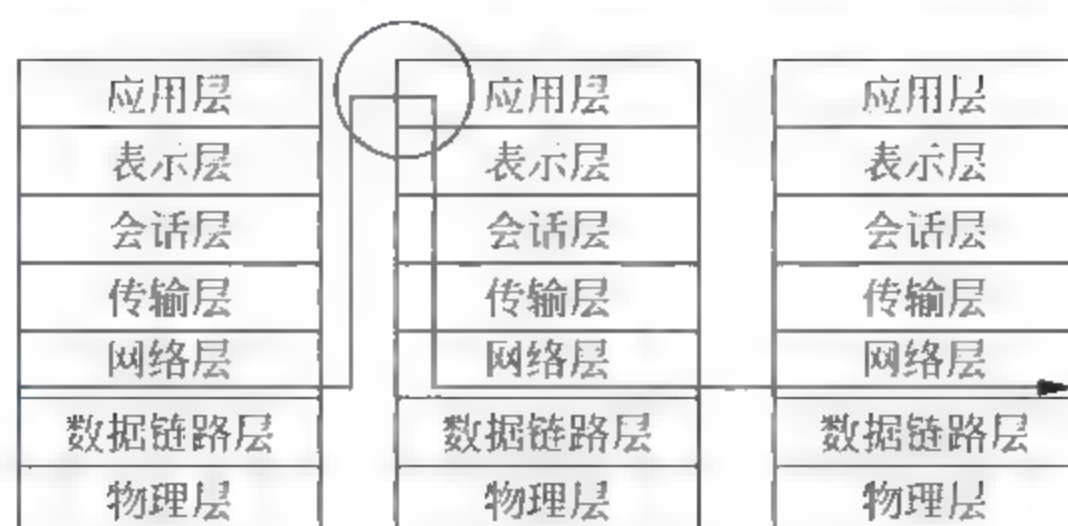 应用层 应用层 应用层
表示层 表示层 表示层
会话层 会话层 会话层
传输层 传输层 传输层
网络层 网络层 网络层
数据链路层 数据链路层 数据链路层
物理层 物理层 物理层